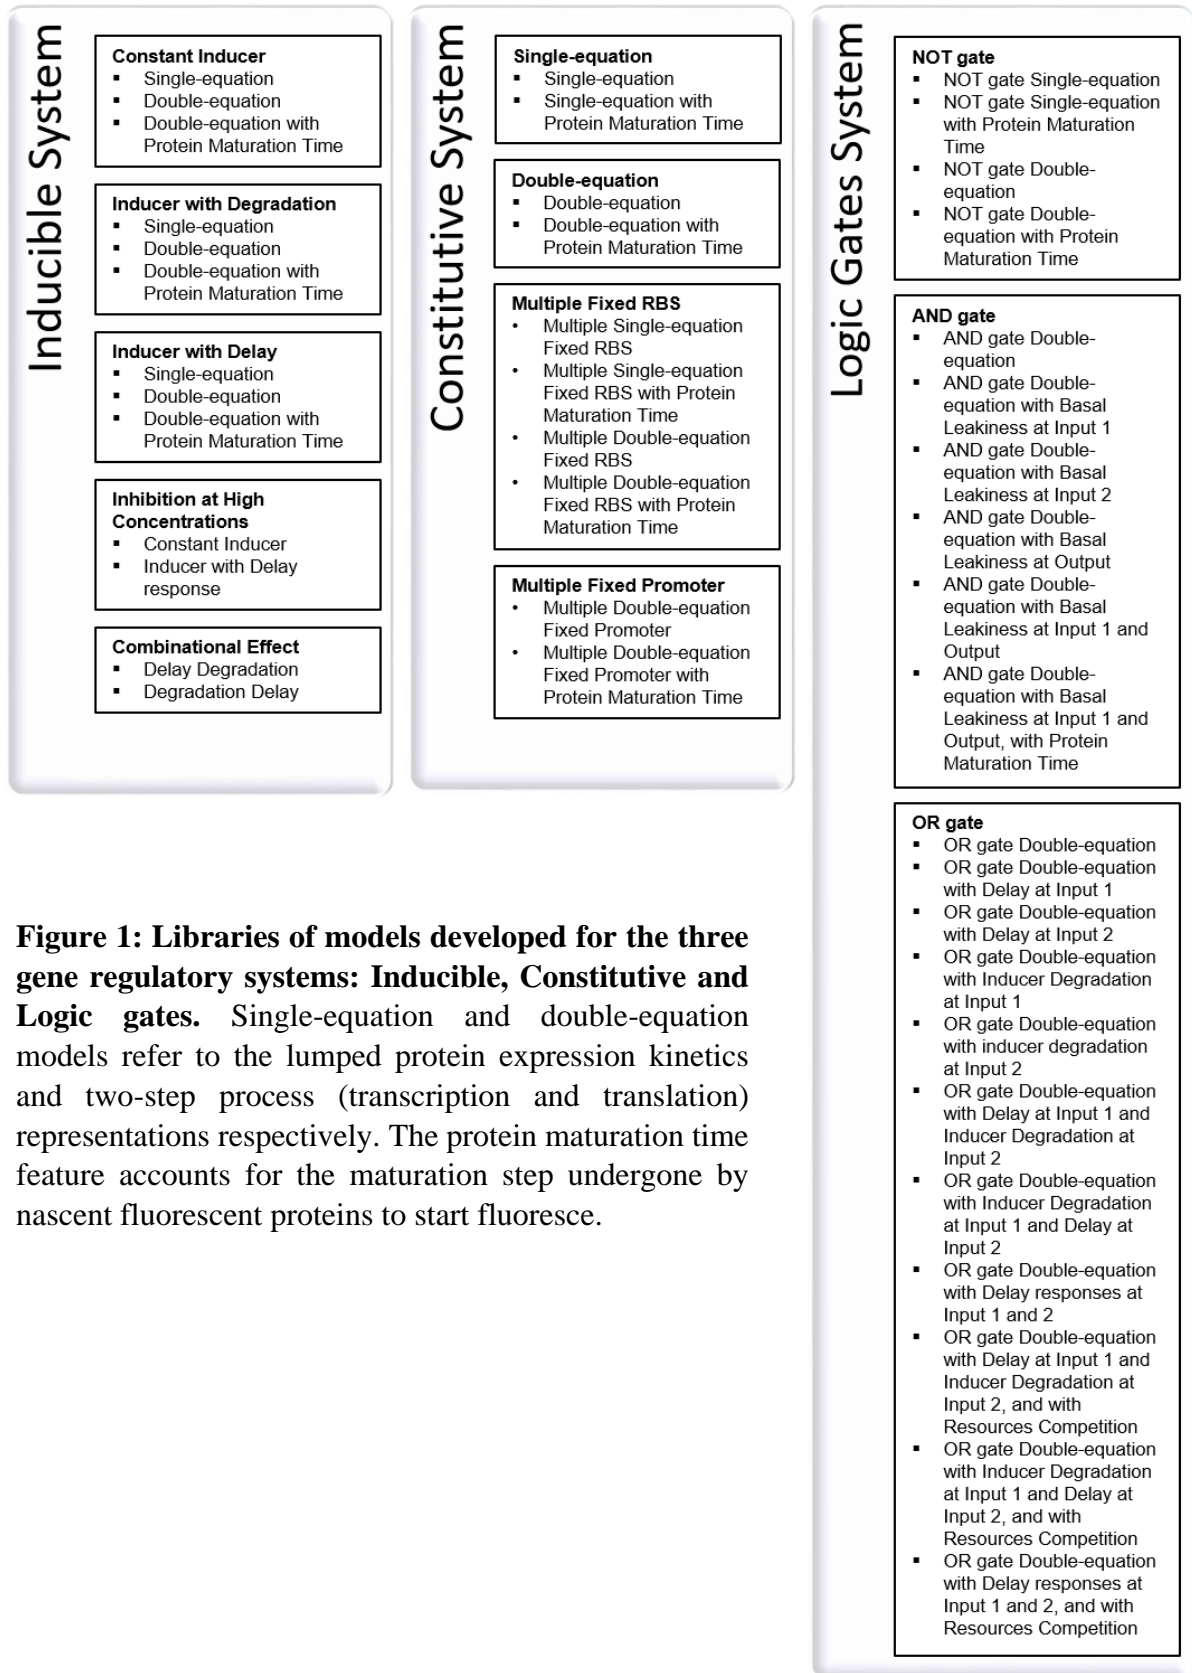 Inducible System
Constant Inducer
▪ Single-equation
▪ Double-equation
▪ Double-equation with
Protein Maturation Time
Inducer with Degradation
▪ Single-equation
▪ Double-equation
▪ Double-equation with
Protein Maturation Time
Inducer with Delay
▪ Single-equation
▪ Double-equation
▪ Double-equation with
Protein Maturation Time
Inhibition at High
Concentrations
▪ Constant Inducer
▪ Inducer with Delay
response
Combinational Effect
▪ Delay Degradation
▪ Degradation Delay
Constitutive System
Single-equation
▪ Single-equation
▪ Single-equation with
Protein Maturation Time
Double-equation
▪ Double-equation
▪ Double-equation with
Protein Maturation Time
Multiple Fixed RBS
• Multiple Single-equation
Fixed RBS
• Multiple Single-equation
Fixed RBS with Protein
Maturation Time
• Multiple Double-equation
Fixed RBS
• Multiple Double-equation
Fixed RBS with Protein
Maturation Time
Multiple Fixed Promoter
• Multiple Double-equation
Fixed Promoter
• Multiple Double-equation
Fixed Promoter with
Protein Maturation Time
Logic Gates System
NOT gate
▪ NOT gate Single-equation
▪ NOT gate Single-equation
with Protein Maturation
Time
▪ NOT gate Double-
equation
▪ NOT gate Double-
equation with Protein
Maturation Time
AND gate
▪ AND gate Double-
equation
▪ AND gate Double-
equation with Basal
Leakiness at Input 1
▪ AND gate Double-
equation with Basal
Leakiness at Input 2
▪ AND gate Double-
equation with Basal
Leakiness at Output
▪ AND gate Double-
equation with Basal
Leakiness at Input 1 and
Output
▪ AND gate Double-
equation with Basal
Leakiness at Input 1 and
Output, with Protein
Maturation Time
OR gate
▪ OR gate Double-equation
▪ OR gate Double-equation
with Delay at Input 1
▪ OR gate Double-equation
with Delay at Input 2
▪ OR gate Double-equation
with Inducer Degradation
at Input 1
▪ OR gate Double-equation
with inducer degradation
at Input 2
▪ OR gate Double-equation
with Delay at Input 1 and
Inducer Degradation at
Input 2
▪ OR gate Double-equation
with Inducer Degradation
at Input 1 and Delay at
Input 2
▪ OR gate Double-equation
with Delay responses at
Input 1 and 2
▪ OR gate Double-equation
with Delay at Input 1 and
Inducer Degradation at
Input 2, and with
Resources Competition
▪ OR gate Double-equation
with Inducer Degradation
at Input 1 and Delay at
Input 2, and with
Resources Competition
▪ OR gate Double-equation
with Delay responses at
Input 1 and 2, and with
Resources Competition
Figure 1: Libraries of models developed for the three
gene regulatory systems: Inducible, Constitutive and
Logic gates. Single-equation and double-equation
models refer to the lumped protein expression kinetics
and two-step process (transcription and translation)
representations respectively. The protein maturation time
feature accounts for the maturation step undergone by
nascent fluorescent proteins to start fluoresce.